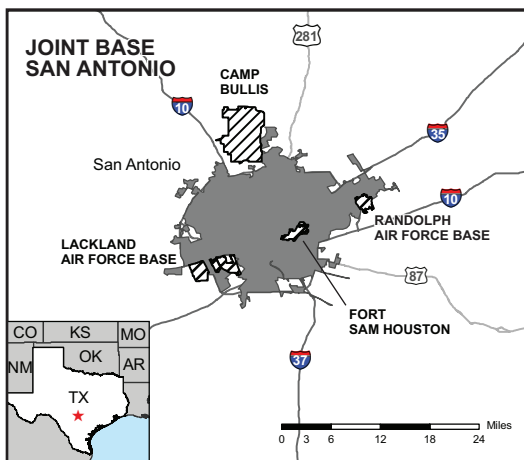 JOINT BASE
SAN ANTONIO
281
CAMP
BULLIS
10
35
San Antonio
10
RANDOLPH
AIR FORCE BASE
LACKLAND
AIR FORCE BASE
87
FORT
SAM HOUSTON
37
CO
KS
MO
OK
NM
AR
TX
Miles
0 3 6 12 18 24